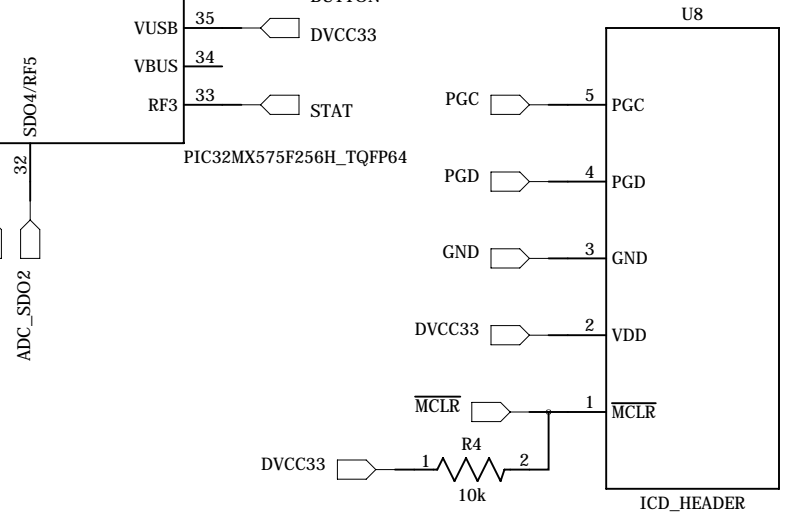 BUTTON
VUSB 35 DVCC33
VBUS 34
RF3 33 STAT
SDO4/RF5
32
ADC_SDO2
PIC32MX575F256H_TQFP64
U8
PGC 5 PGC
PGD 4 PGD
GND 3 GND
DVCC33 2 VDD
MCLR 1 MCLR
R4
DVCC33 1 2
10k
ICD_HEADER